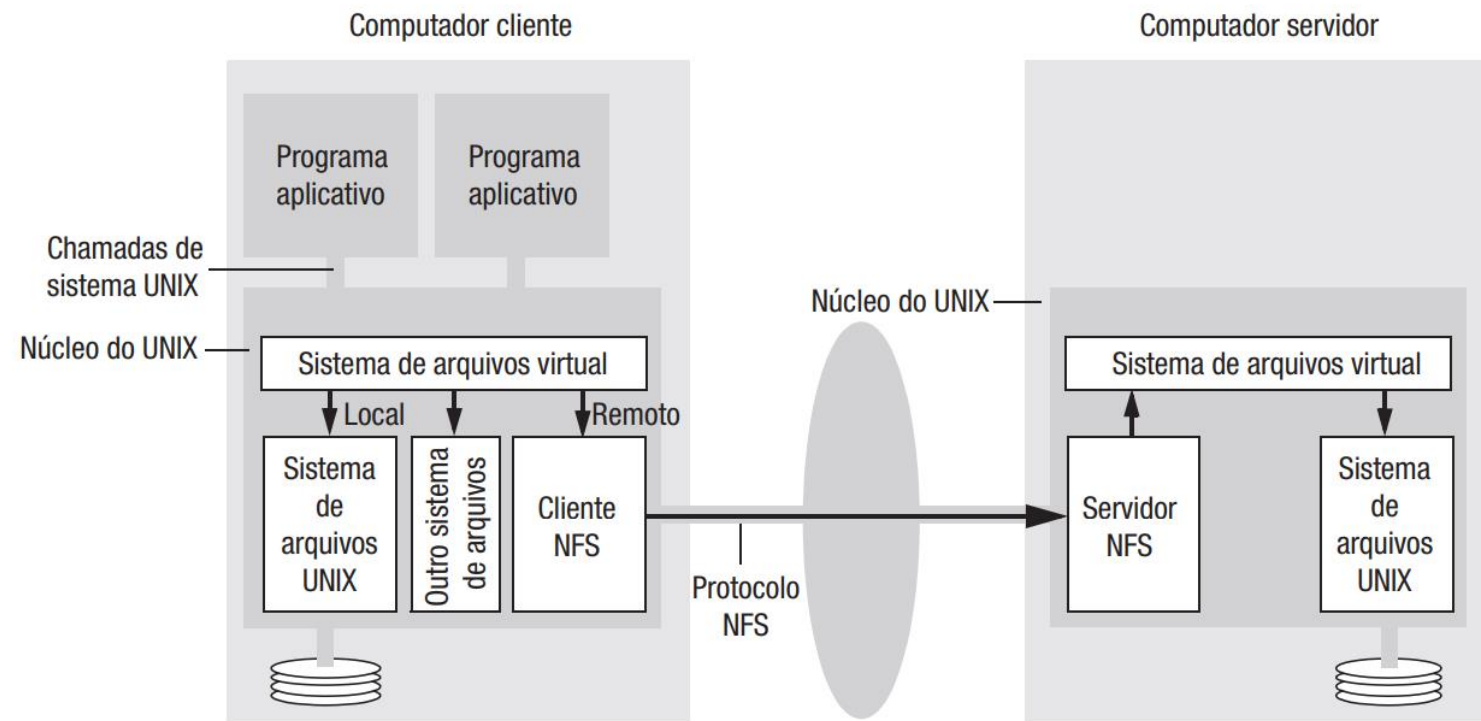 Computador cliente
Computador servidor
Programa
aplicativo
Programa
aplicativo
Chamadas de
sistema UNIX
Núcleo do UNIX
Sistema de arquivos virtual
Local
Remoto
Sistema
de
arquivos
UNIX
Outro sistema
de arquivos
Cliente
NFS
Protocolo
NFS
Núcleo do UNIX
Sistema de arquivos virtual
Servidor
NFS
Sistema
de
arquivos
UNIX